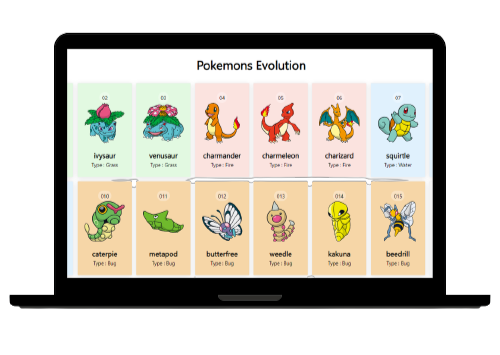 Pokemons Evolution
02 03 04 05 06 07
ivysaur venusaur charmander charmeleon charizard squirtle
Type : Grass Type : Grass Type : Fire Type : Fire Type : Fire Type : Water
010 011 012 013 014 015
caterpie metapod butterfree weedle kakuna beedrill
Type : Bug Type : Bug Type : Bug Type : Bug Type : Bug Type : Bug